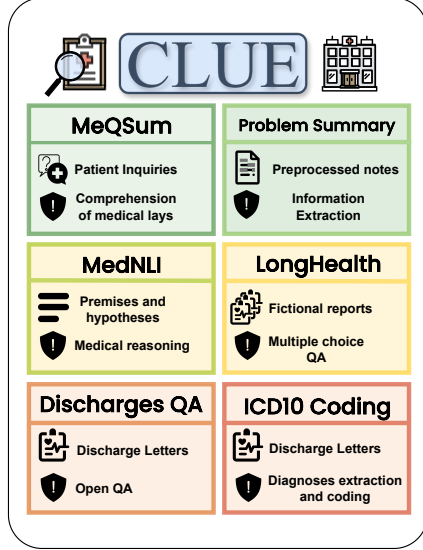 CLUE
MeQSum
Patient Inquiries
Comprehension
of medical lays
Problem Summary
Preprocessed notes
Information
Extraction
MedNLI
Premises and
hypotheses
Medical reasoning
LongHealth
Fictional reports
Multiple choice
QA
Discharges QA
Discharge Letters
Open QA
ICD10 Coding
Discharge Letters
Diagnoses extraction
and coding